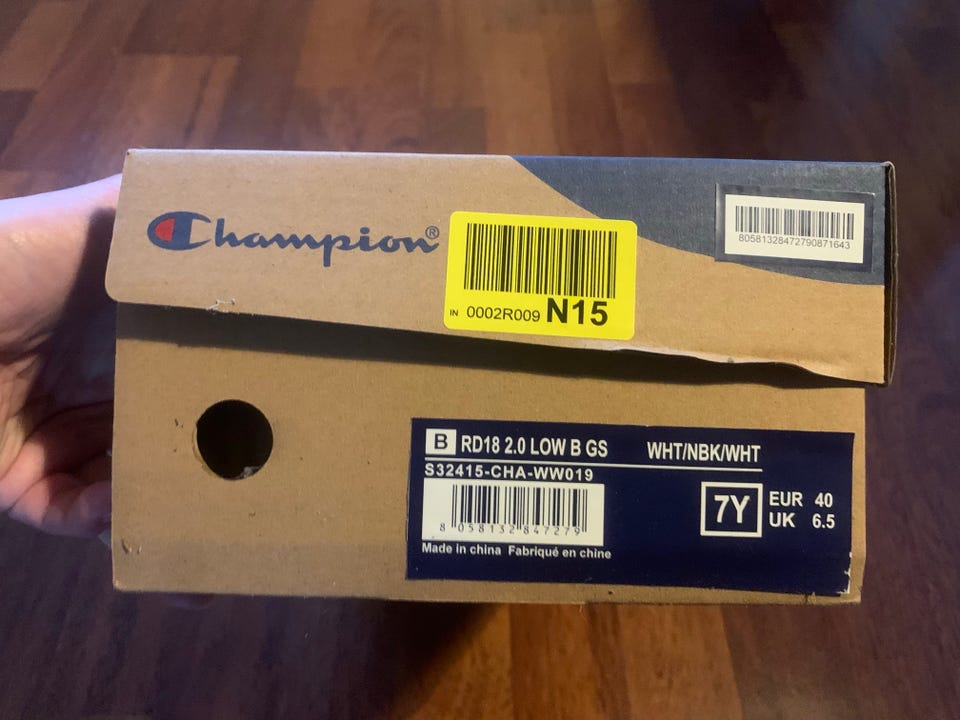 Champion®
IN 0002R009 N15
80581328472790871643
B RD18 2.0 LOW B GS WHT/NBK/WHT
S32415-CHA-WW019
8 058132 847279
7Y EUR 40
UK 6.5
Made in china Fabriqué en chine